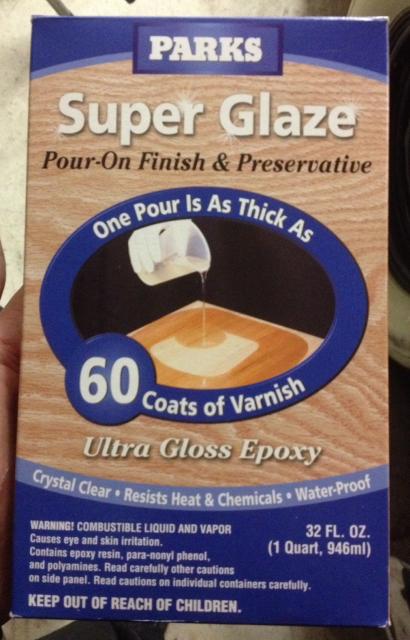 PARKS
Super Glaze
Pour-On Finish & Preservative
One Pour Is As Thick As
60 Coats of Varnish
Ultra Gloss Epoxy
Crystal Clear • Resists Heat & Chemicals • Water-Proof
WARNING! COMBUSTIBLE LIQUID AND VAPOR
Causes eye and skin irritation.
Contains epoxy resin, para-nonyl phenol,
and polyamines. Read carefully other cautions
on side panel. Read cautions on individual containers carefully.
KEEP OUT OF REACH OF CHILDREN.
32 FL. OZ.
(1 Quart, 946ml)